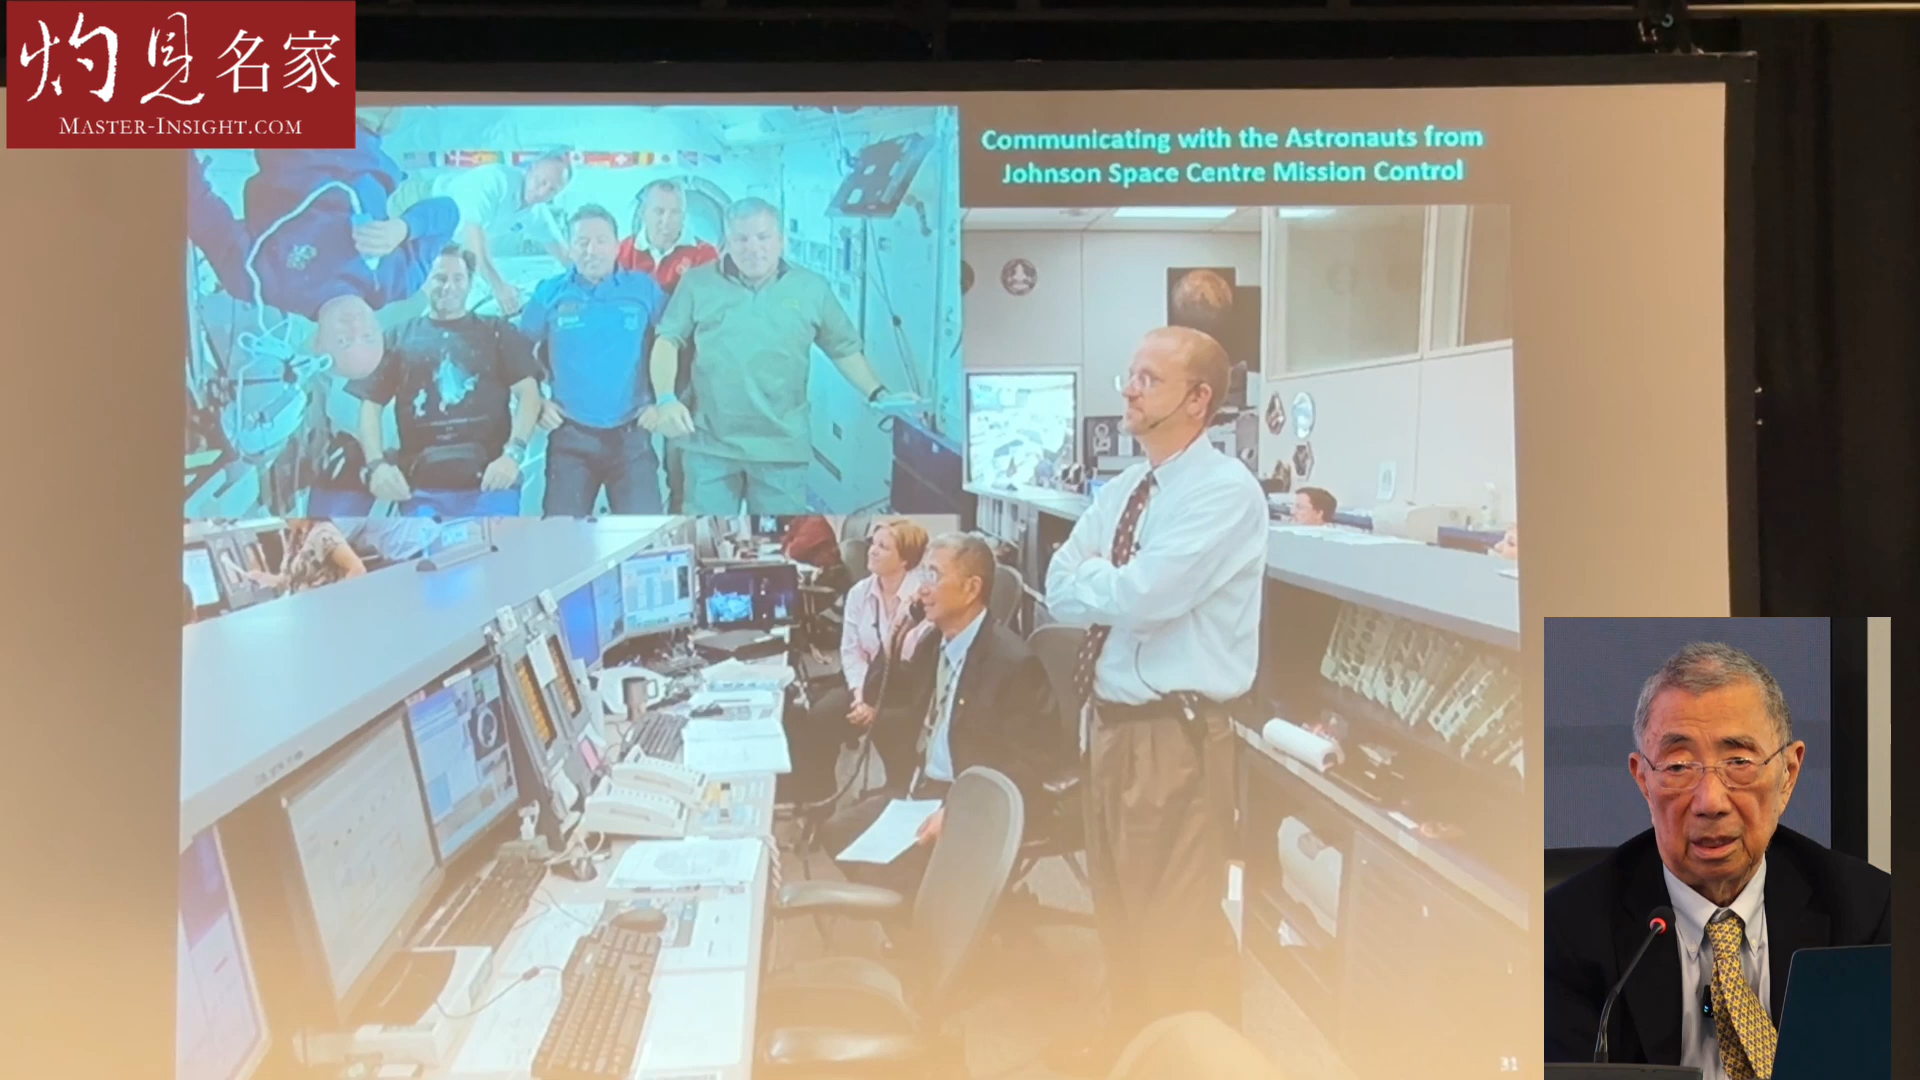 灼見名家
MASTER-INSIGHT.COM
Communicating with the Astronauts from
Johnson Space Centre Mission Control
31